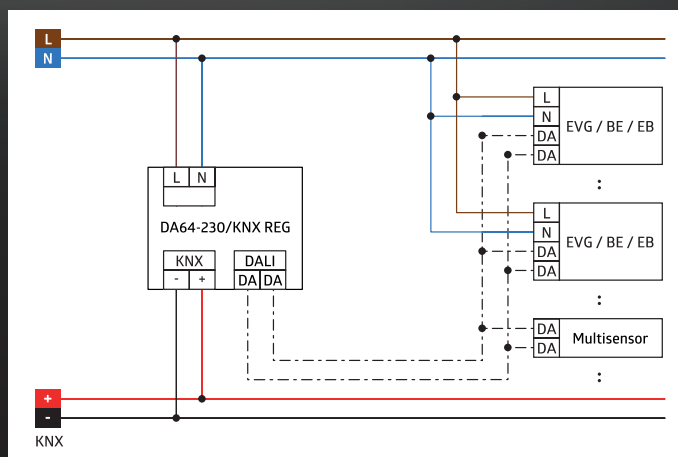 L
N
L
N
DA
DA
EVG / BE / EB
:
L N
DA64-230/KNX REG
KNX DALI
- + DA DA
L
N
DA
DA
EVG / BE / EB
:
DA
DA
Multisensor
:
+
-
KNX